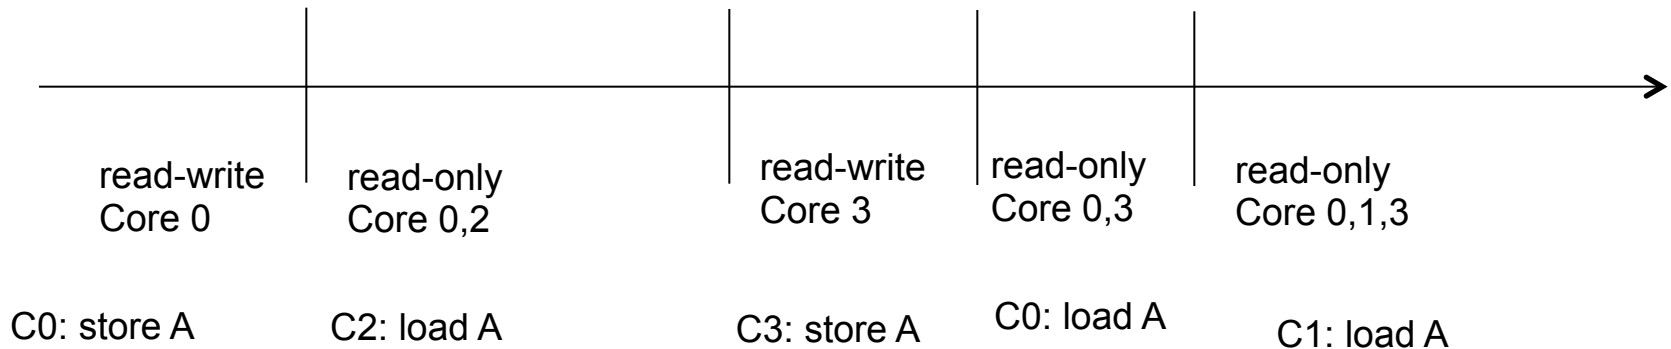 read-write
Core 0
read-only
Core 0,2
read-write
Core 3
read-only
Core 0,3
read-only
Core 0,1,3
C0: store A
C2: load A
C3: store A
C0: load A
C1: load A